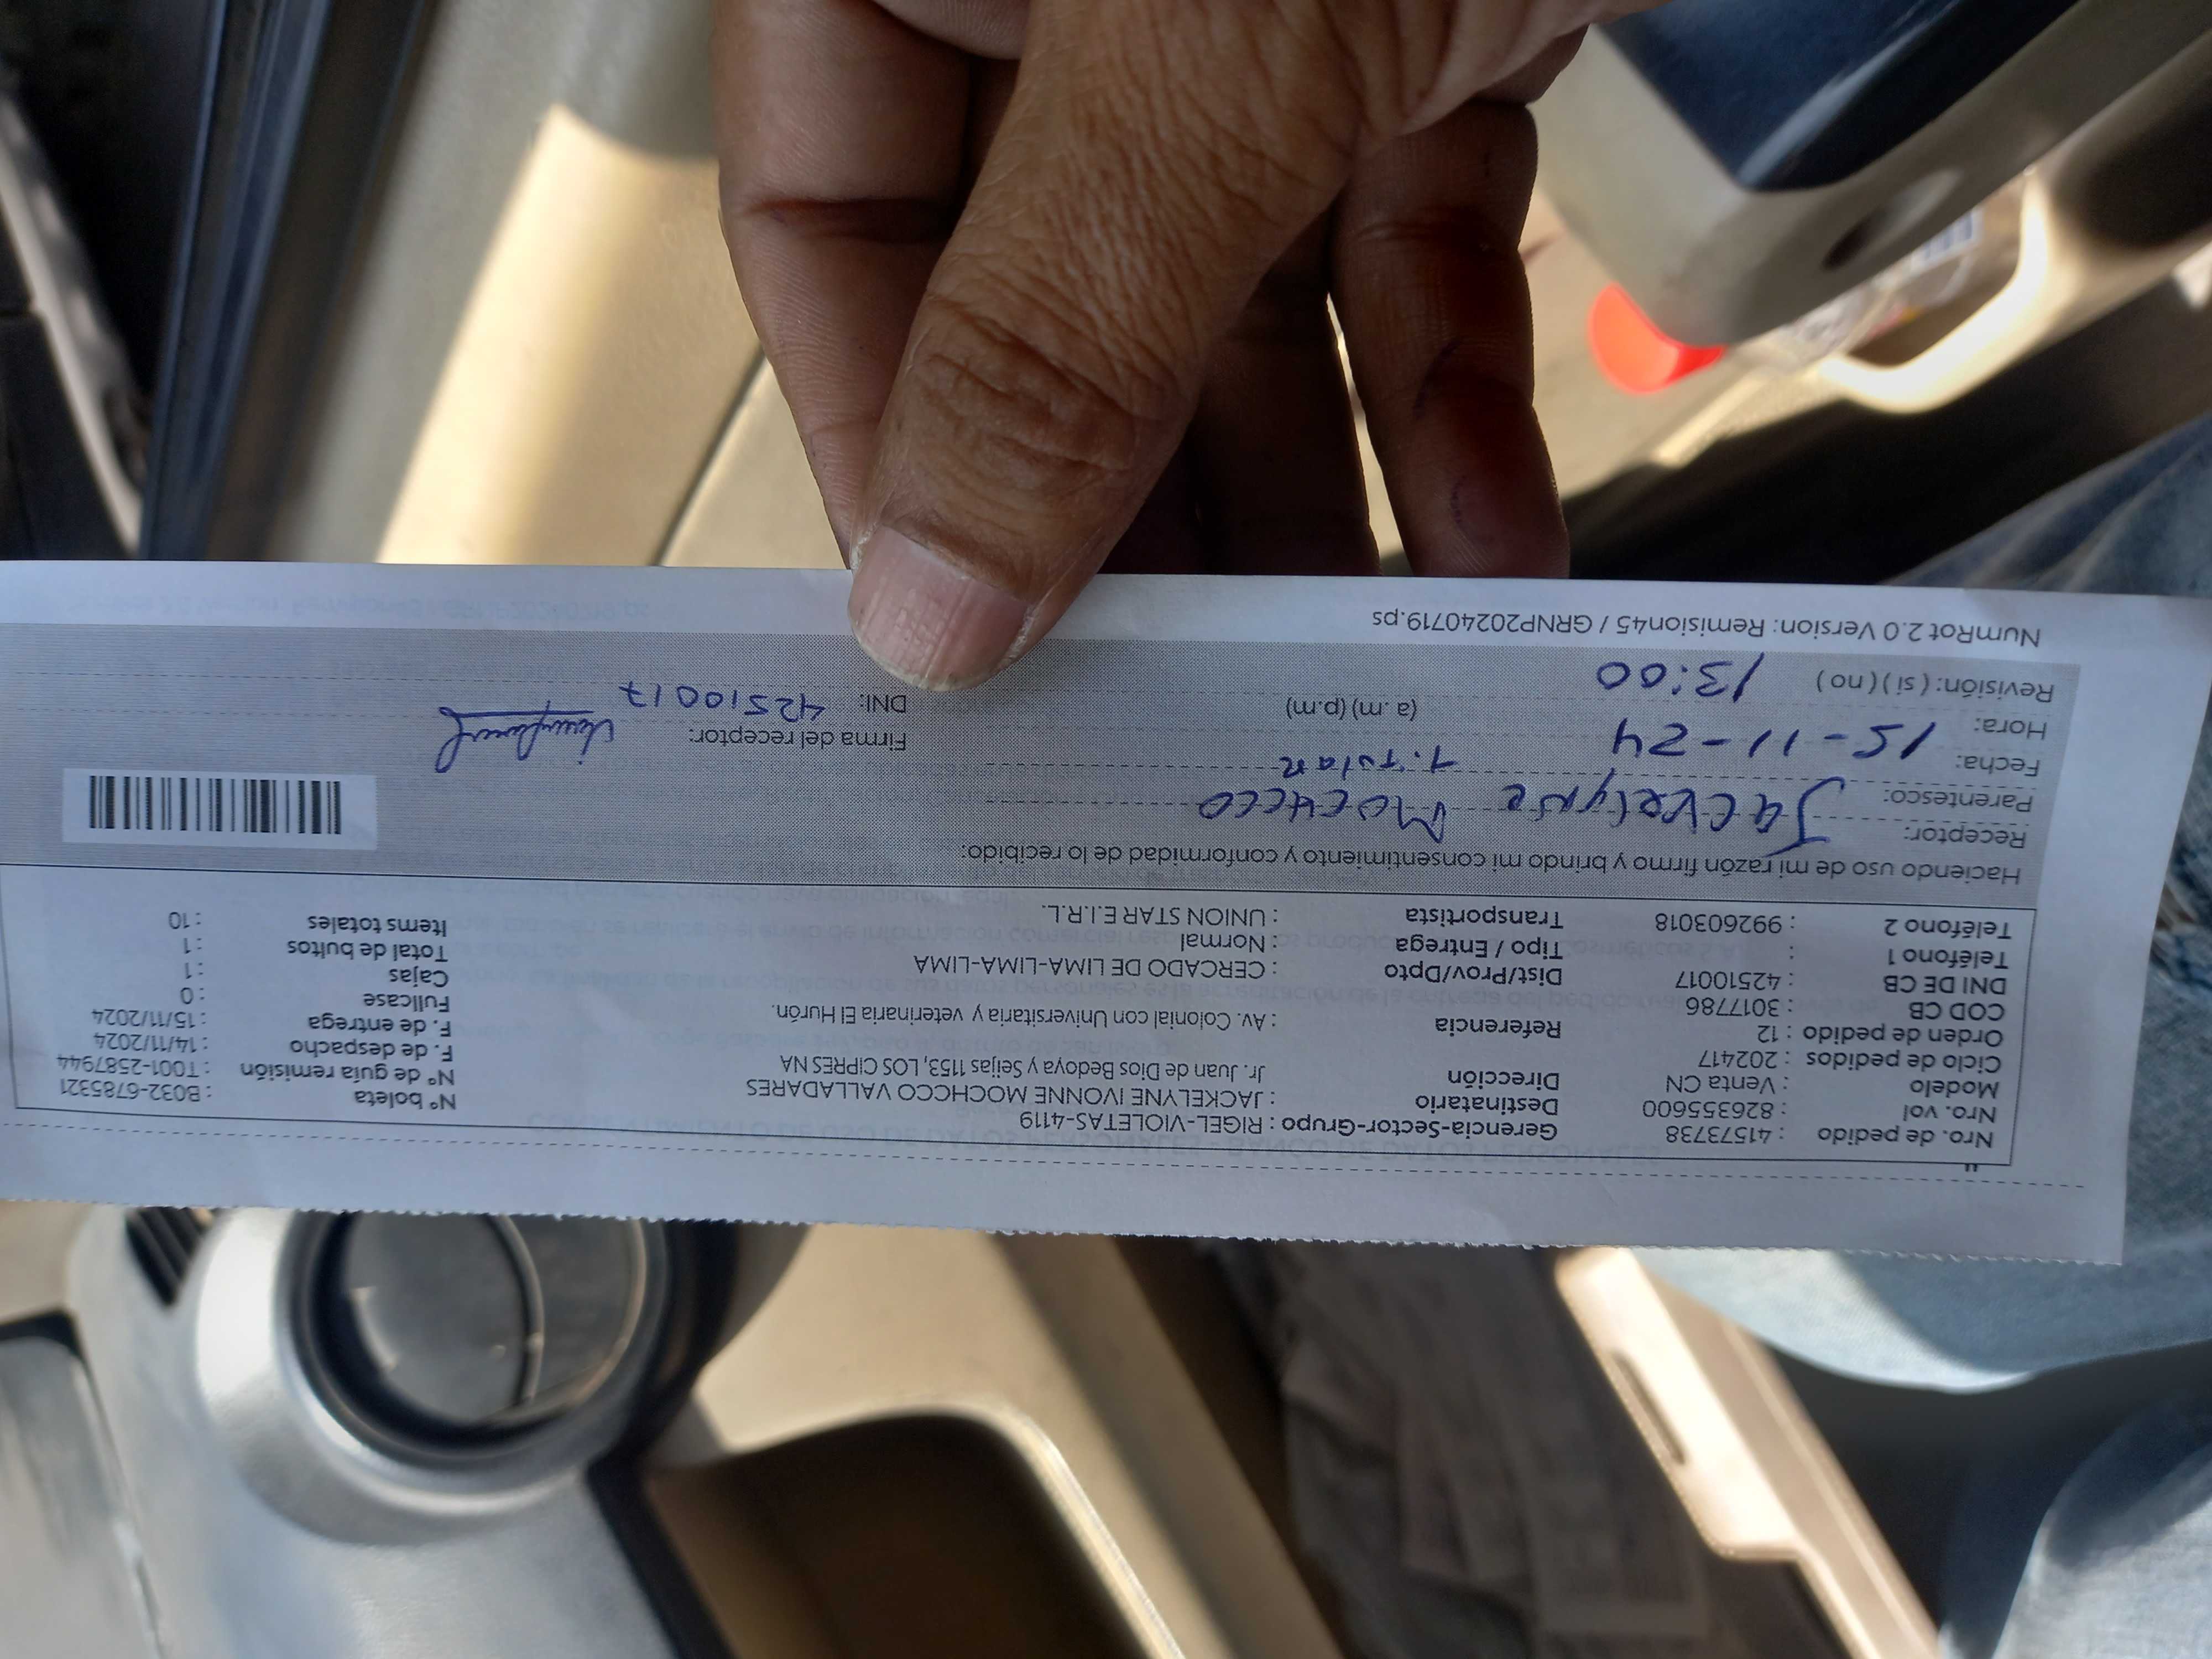 Nro. de pedido : 41573738 Gerencia-Sector-Grupo : RIGEL-VIOLETAS-4119 N° boleta : B032-6785321
Nro. vol : 826355600 Destinatario : JACKELYNE IVONNE MOCHCCO VALLADARES N° de guía remisión : T001-2587944
Modelo : Venta CN Dirección Jr. Juan de Dios Bedoya y Seijas 1153, LOS CIPRES NA F. de despacho : 14/11/2024
Ciclo de pedidos : 202417 F. de entrega : 15/11/2024
Orden de pedido : 12 Referencia : Av. Colonial con Universitaria y veterinaria El Hurón. Fullcase : 0
COD CB : 3017786 Cajas : 1
DNI DE CB : 42510017 Dist/Prov/Dpto : CERCADO DE LIMA-LIMA-LIMA Total de bultos : 1
Teléfono 1 : Tipo / Entrega : Normal Items totales : 10
Teléfono 2 : 992603018 Transportista : UNION STAR E.I.R.L.
Haciendo uso de mi razón firmo y brindo mi consentimiento y conformidad de lo recibido:
Receptor: Jackelyne Mochcco
Parentesco: Titular
Fecha: 15-11-24 Firma del receptor:
Hora: 13:00 (a .m) (p.m) DNI: 42510017
Revisión: ( si ) ( no )
NumRot 2.0 Version: Remision45 / GRNP20240719.ps